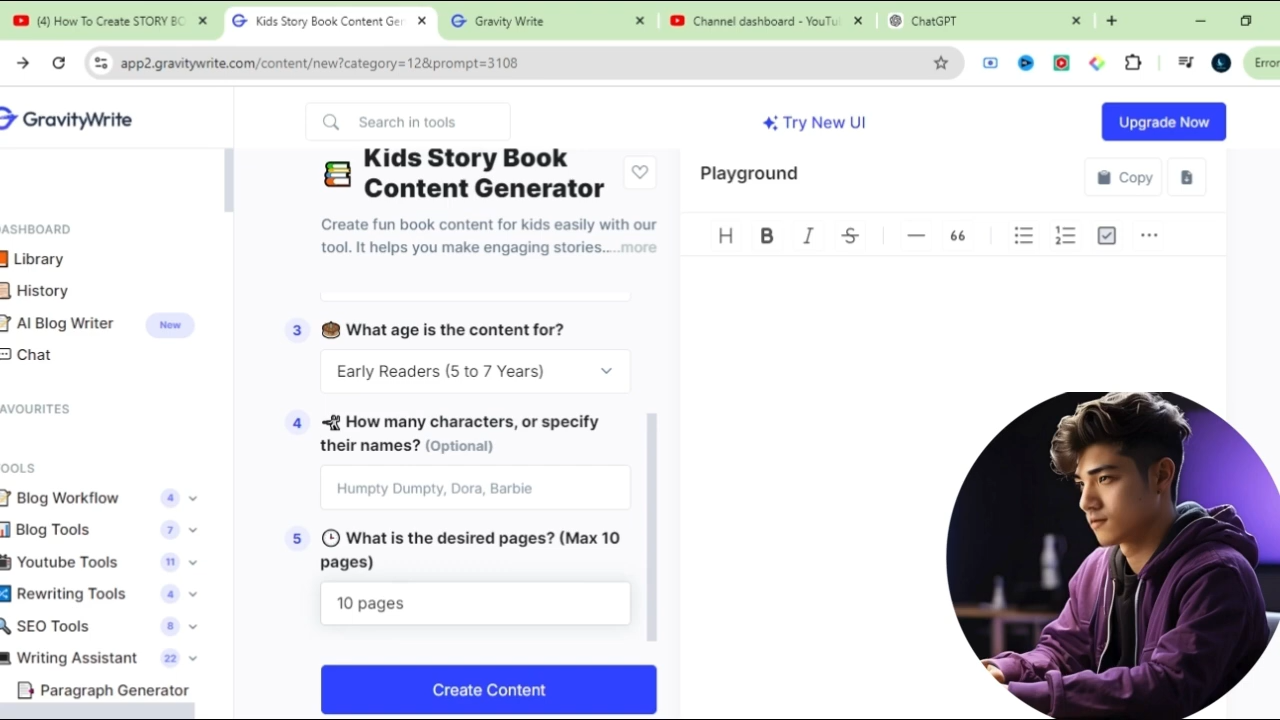 (4) How To Create STORY BO
Kids Story Book Content Ge
Gravity Write
Channel dashboard - YouTu
ChatGPT
app2.gravitywrite.com/content/new?category=12&prompt=3108
Error
GravityWrite
Search in tools
Try New UI
Upgrade Now
ASHBOARD
Library
History
AI Blog Writer
New
Chat
AVOURITES
OOLS
Blog Workflow
4
Blog Tools
7
Youtube Tools
11
Rewriting Tools
4
SEO Tools
8
Writing Assistant
22
Paragraph Generator
Kids Story Book
Content Generator
Create fun book content for kids easily with our
tool. It helps you make engaging stories.. ...more
3
What age is the content for?
Early Readers (5 to 7 Years)
4
How many characters, or specify
their names? (Optional)
Humpty Dumpty, Dora, Barbie
5
What is the desired pages? (Max 10
pages)
10 pages
Create Content
Playground
Copy
H B I S — 66